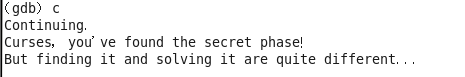 (gdb) c
Continuing.
Curses, you've found the secret phase!
But finding it and solving it are quite different...